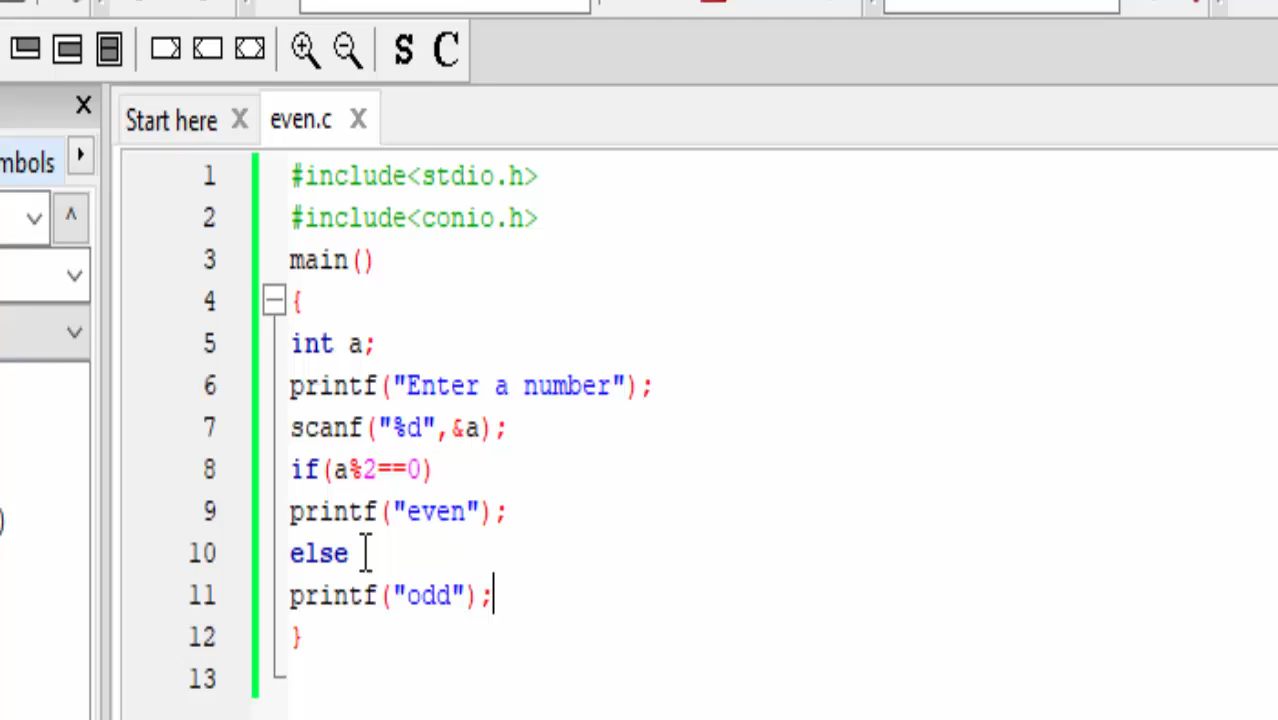 S C
mbols
Start here X even.c X
1 #include<stdio.h>
2 #include<conio.h>
3 main()
4 {
5 int a;
6 printf("Enter a number");
7 scanf("%d",&a);
8 if(a%2==0)
9 printf("even");
10 else
11 printf("odd");
12 }
13
)